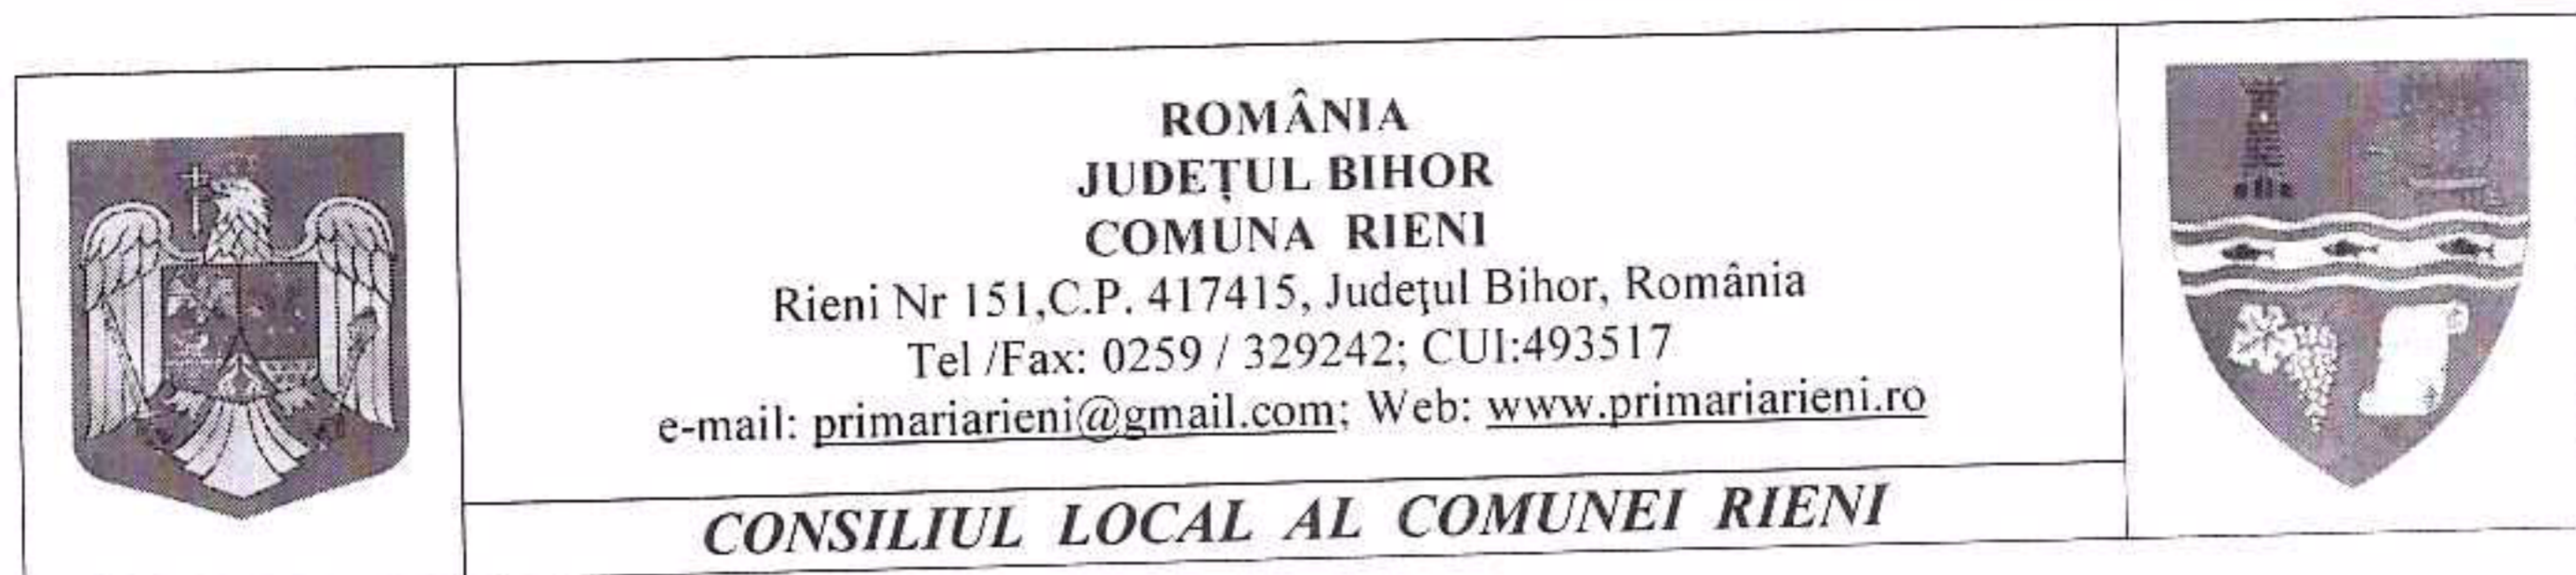 ROMÂNIA
JUDEŢUL BIHOR
COMUNA RIENI
Rieni Nr 151,C.P. 417415, Judeţul Bihor, România
Tel /Fax: 0259 / 329242; CUI:493517
e-mail: primariarieni@gmail.com; Web: www.primariarieni.ro
CONSILIUL LOCAL AL COMUNEI RIENI